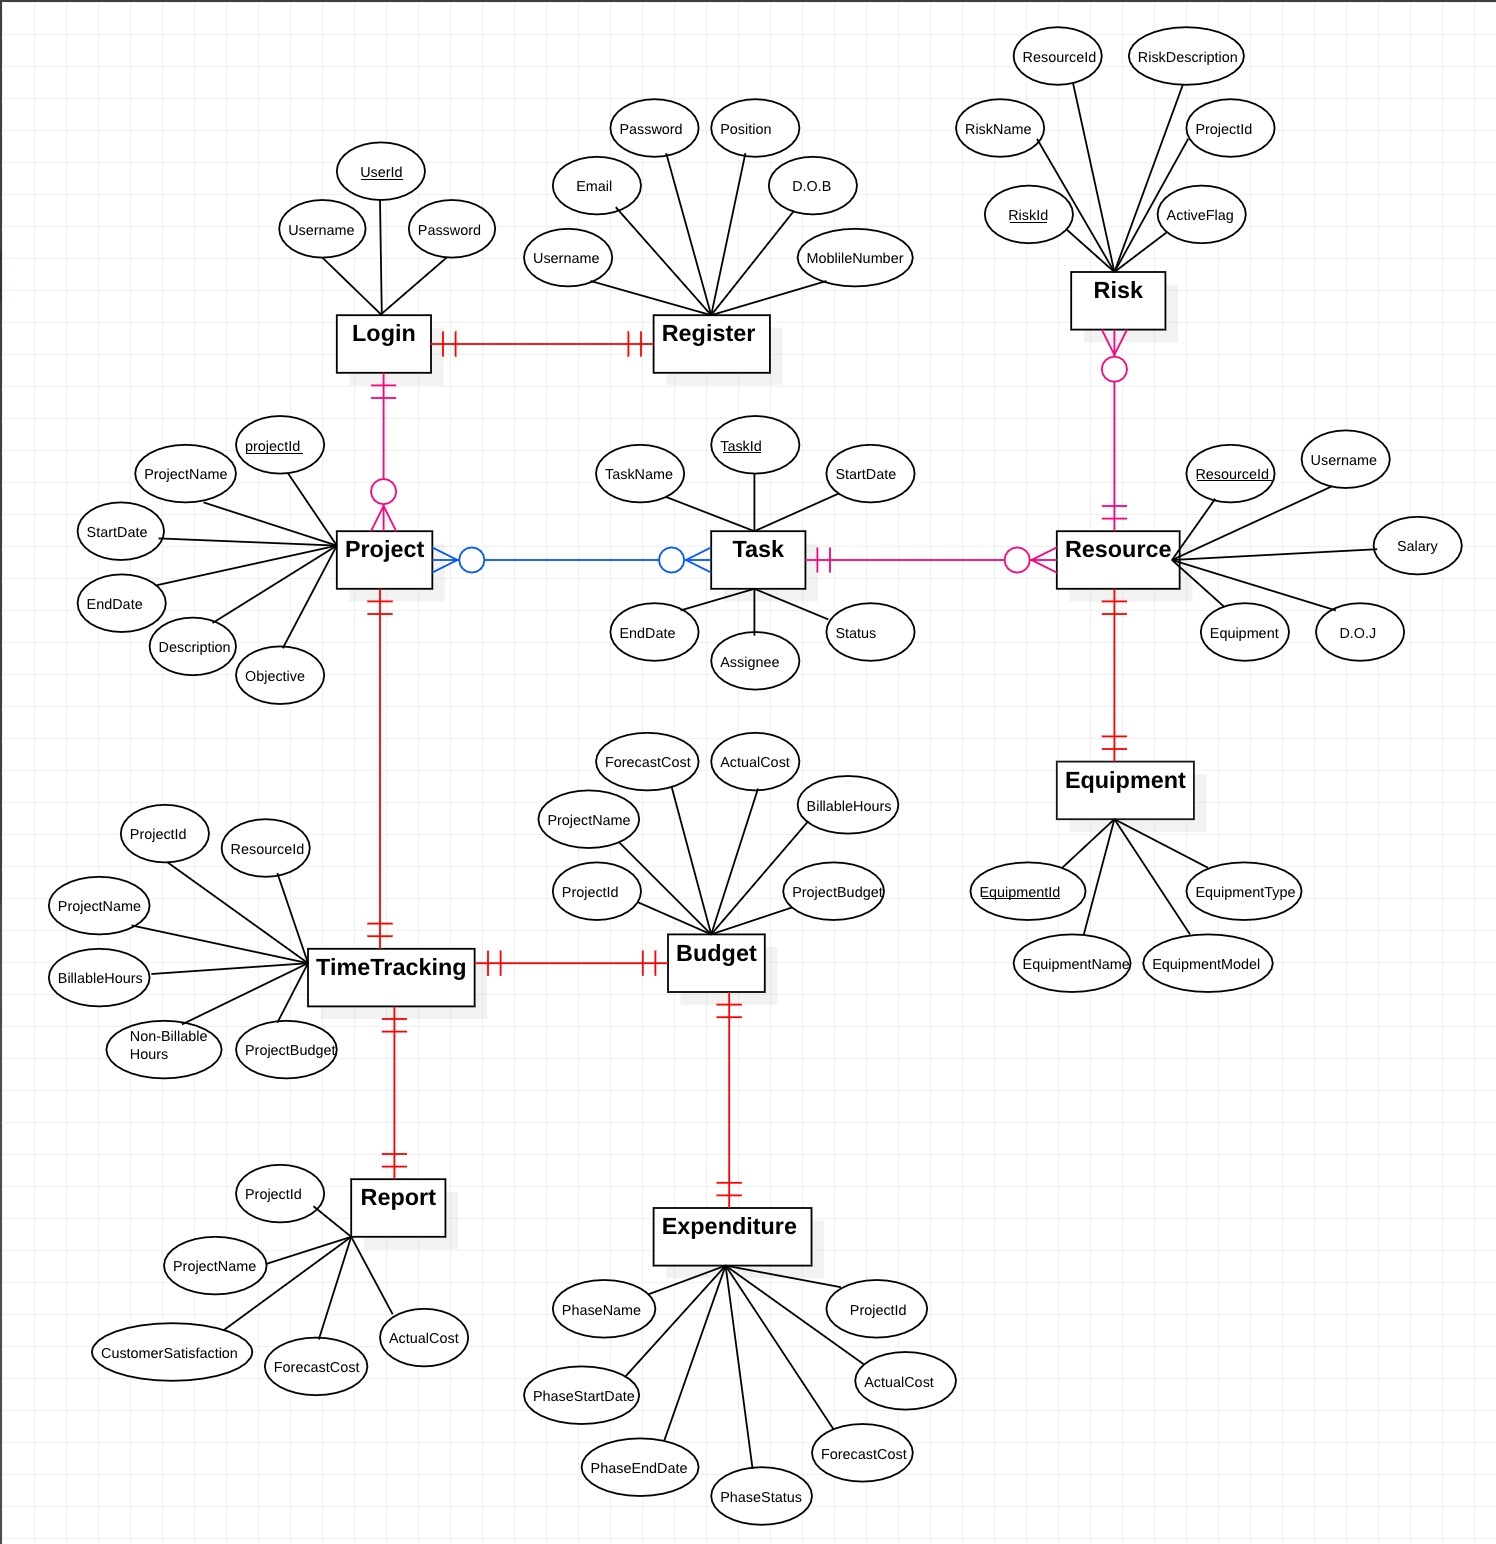 ResourceId
RiskDescription
Password
Position
RiskName
ProjectId
UserId
Email
D.O.B
RiskId
ActiveFlag
Username
Password
Username
MoblileNumber
Risk
Login
Register
projectId
TaskId
ProjectName
TaskName
StartDate
ResourceId
Username
StartDate
Project
Task
Resource
Salary
EndDate
Description
EndDate
Status
Equipment
D.O.J
Objective
Assignee
ForecastCost
ActualCost
Equipment
ProjectName
BillableHours
ProjectId
ResourceId
ProjectId
ProjectBudget
EquipmentId
EquipmentType
ProjectName
Budget
TimeTracking
BillableHours
EquipmentName
EquipmentModel
Non-Billable
Hours
ProjectBudget
ProjectId
Report
Expenditure
ProjectName
PhaseName
ProjectId
CustomerSatisfaction
ForecastCost
ActualCost
PhaseStartDate
ActualCost
PhaseEndDate
ForecastCost
PhaseStatus